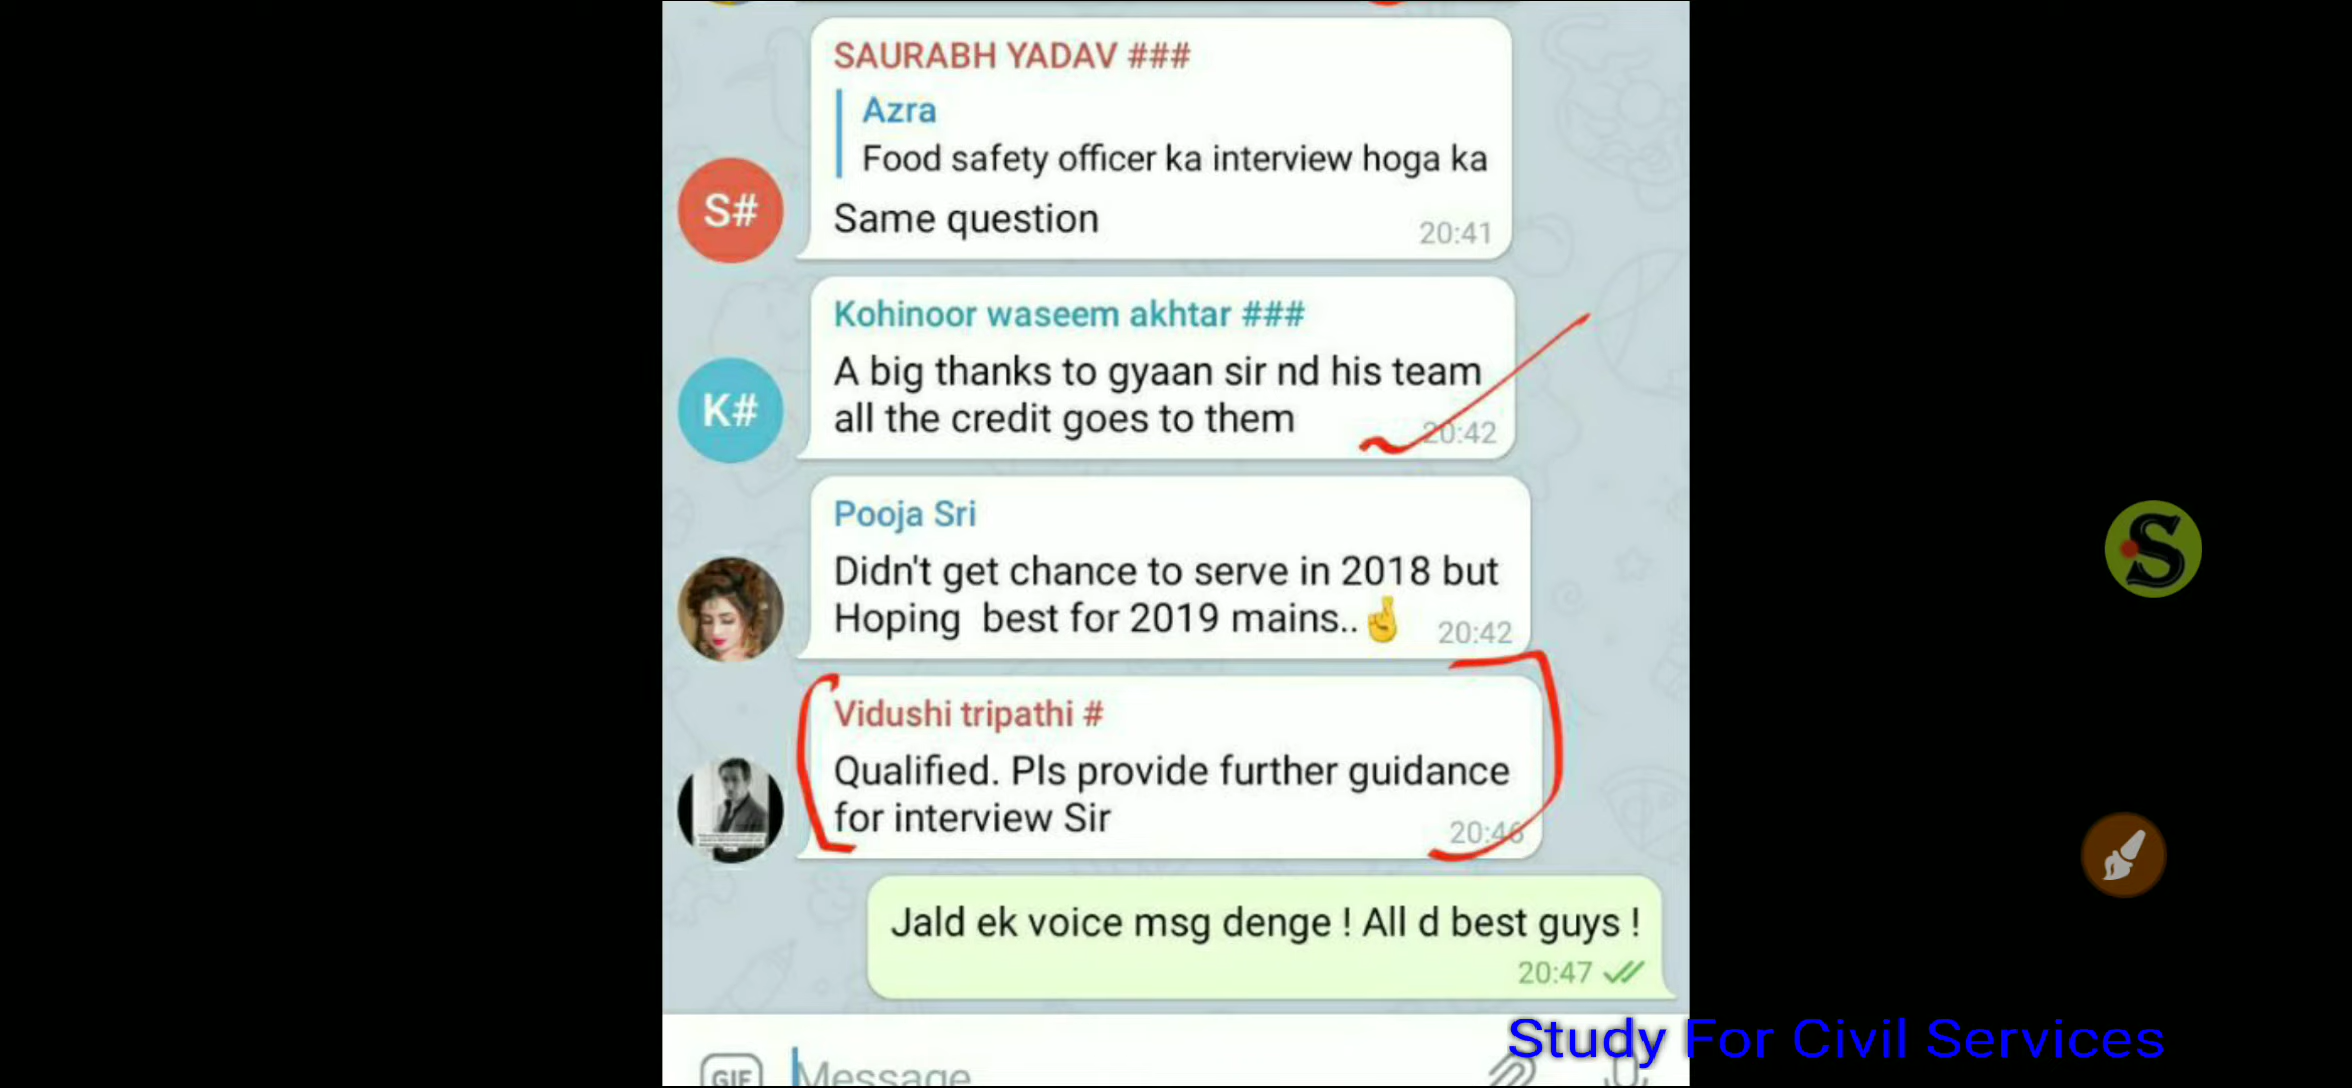 SAURABH YADAV ###
Azra
Food safety officer ka interview hoga ka
Same question
20:41
S#
Kohinoor waseem akhtar ###
A big thanks to gyaan sir nd his team
all the credit goes to them
20:42
K#
Pooja Sri
Didn't get chance to serve in 2018 but
Hoping best for 2019 mains..🤞
20:42
Vidushi tripathi #
Qualified. Pls provide further guidance
for interview Sir
20:46
Jald ek voice msg denge ! All d best guys !
20:47
GIF
Message
Study For Civil Services
S